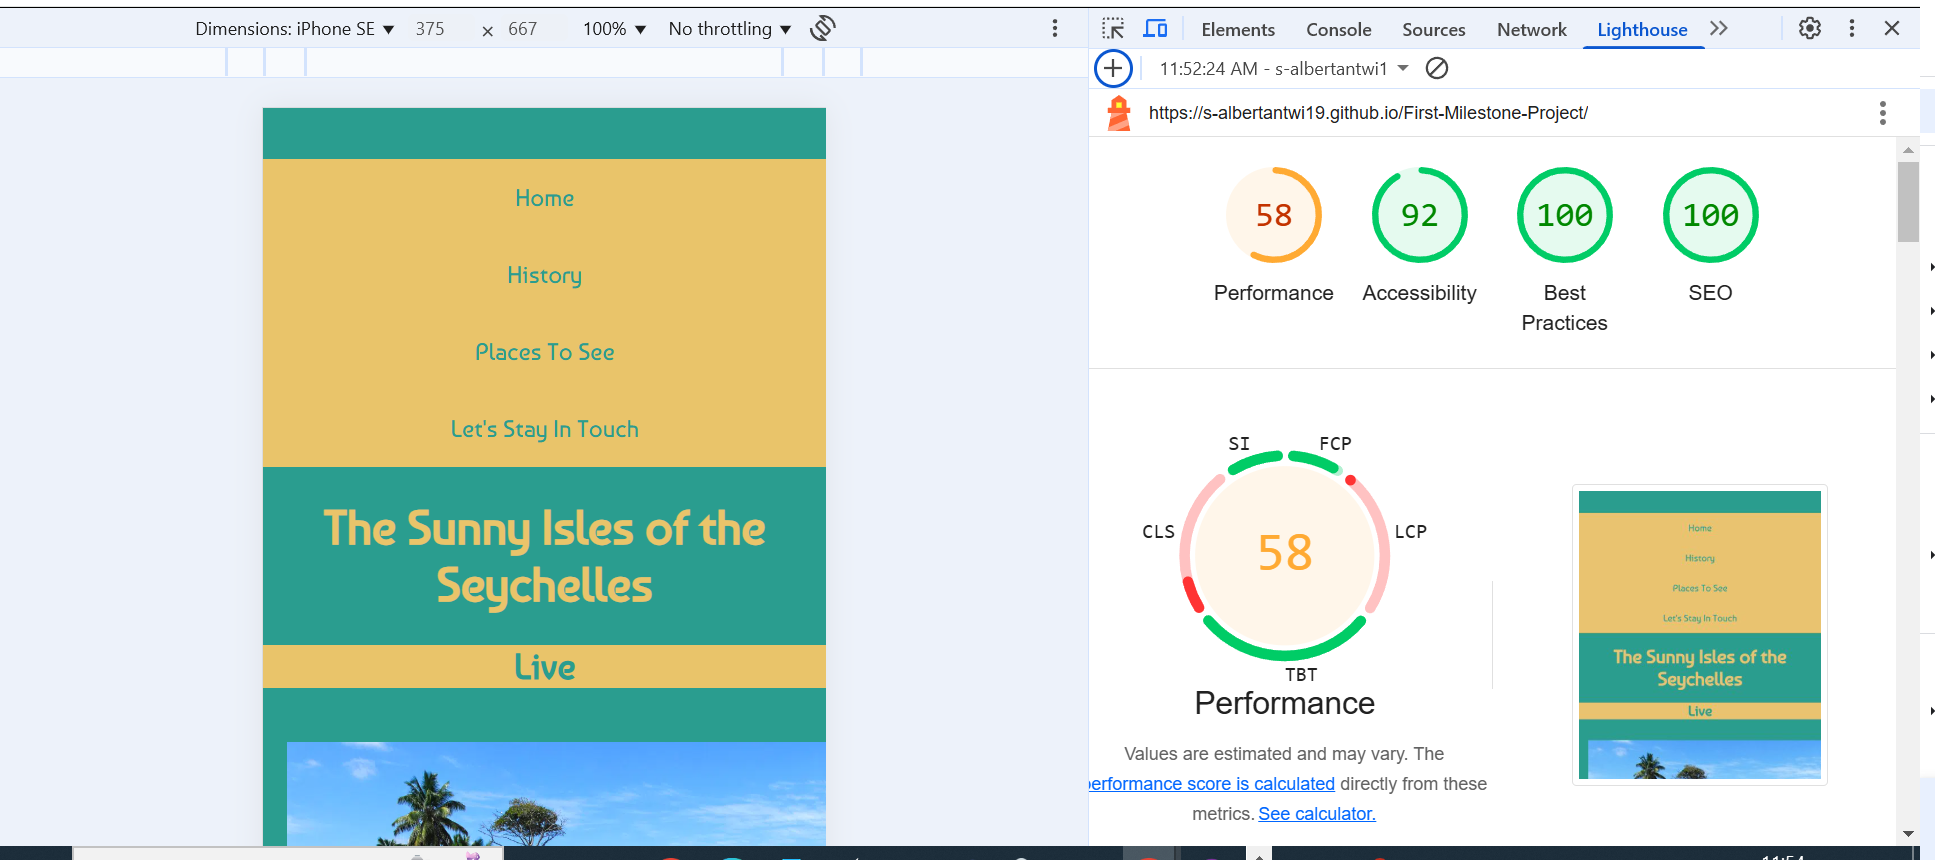 Dimensions: iPhone SE ▼ 375 × 667 100% ▼ No throttling ▼
Elements Console Sources Network Lighthouse
11:52:24 AM - s-albertantwi1
https://s-albertantwi19.github.io/First-Milestone-Project/
Home
History
Places To See
Let's Stay In Touch
The Sunny Isles of the
Seychelles
Live
58 92 100 100
Performance Accessibility Best
Practices SEO
SI FCP
CLS LCP
58
TBT
Performance
Values are estimated and may vary. The
performance score is calculated directly from these
metrics. See calculator.
Home
History
Places To See
Let's Stay In Touch
The Sunny Isles of the
Seychelles
Live